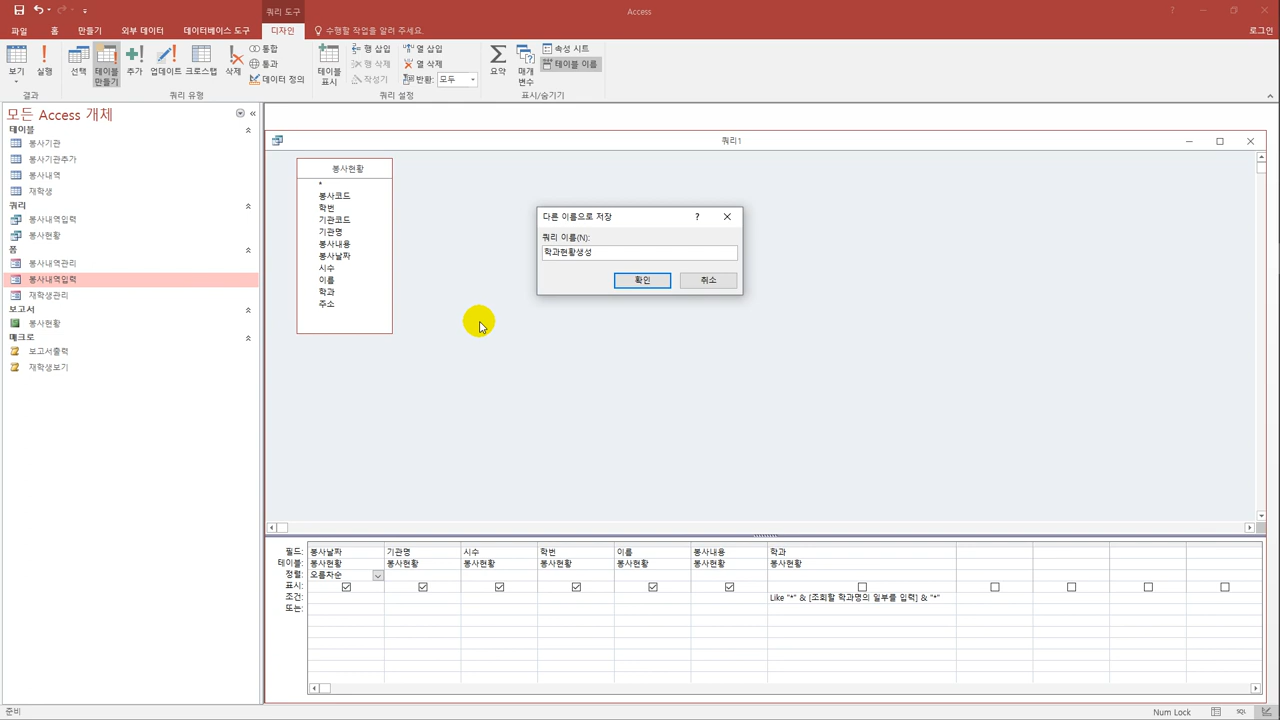 쿼리 도구
Access
로그인
파일
홈
만들기
외부 데이터
데이터베이스 도구
디자인
수행할 작업을 알려 주세요.
보기
실행
선택
테이블
만들기
추가
업데이트
크로스탭
삭제
통합
통과
데이터 정의
테이블
표시
행 삽입
행 삭제
작성기
열 삽입
열 삭제
반환:
모두
요약
매개
변수
속성 시트
테이블 이름
결과
쿼리 유형
쿼리 설정
표시/숨기기
모든 Access 개체
테이블
봉사기관
봉사기관추가
봉사내역
재학생
쿼리
봉사내역입력
봉사현황
폼
봉사내역관리
봉사내역입력
재학생관리
보고서
봉사현황
매크로
보고서출력
재학생보기
쿼리1
봉사현황
*
봉사코드
학번
기관코드
기관명
봉사내용
봉사날짜
시수
이름
학과
주소
다른 이름으로 저장
쿼리 이름(N):
학과현황생성
확인
취소
필드: 봉사날짜 기관명 시수 학번 이름 봉사내용 학과
테이블: 봉사현황 봉사현황 봉사현황 봉사현황 봉사현황 봉사현황 봉사현황
정렬: 오름차순
표시:
조건: Like "*" & [조회할 학과명의 일부를 입력] & "*"
또는:
준비
Num Lock
SQL